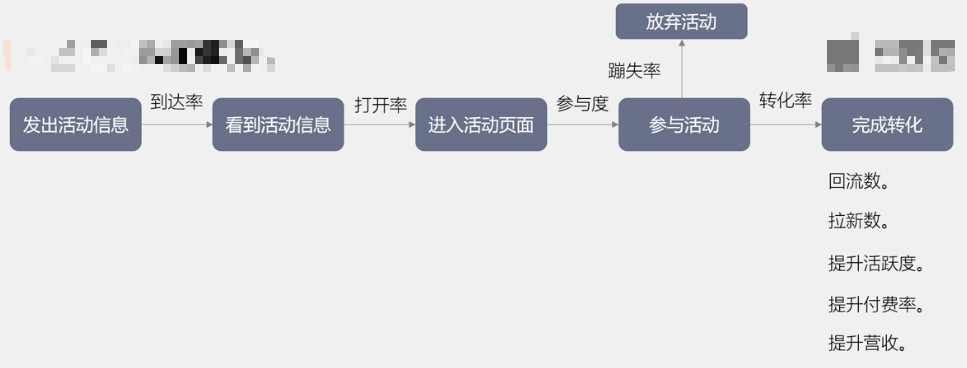 放弃活动
蹦失率
到达率
打开率
参与度
转化率
发出活动信息
看到活动信息
进入活动页面
参与活动
完成转化
回流数。
拉新数。
提升活跃度。
提升付费率。
提升营收。